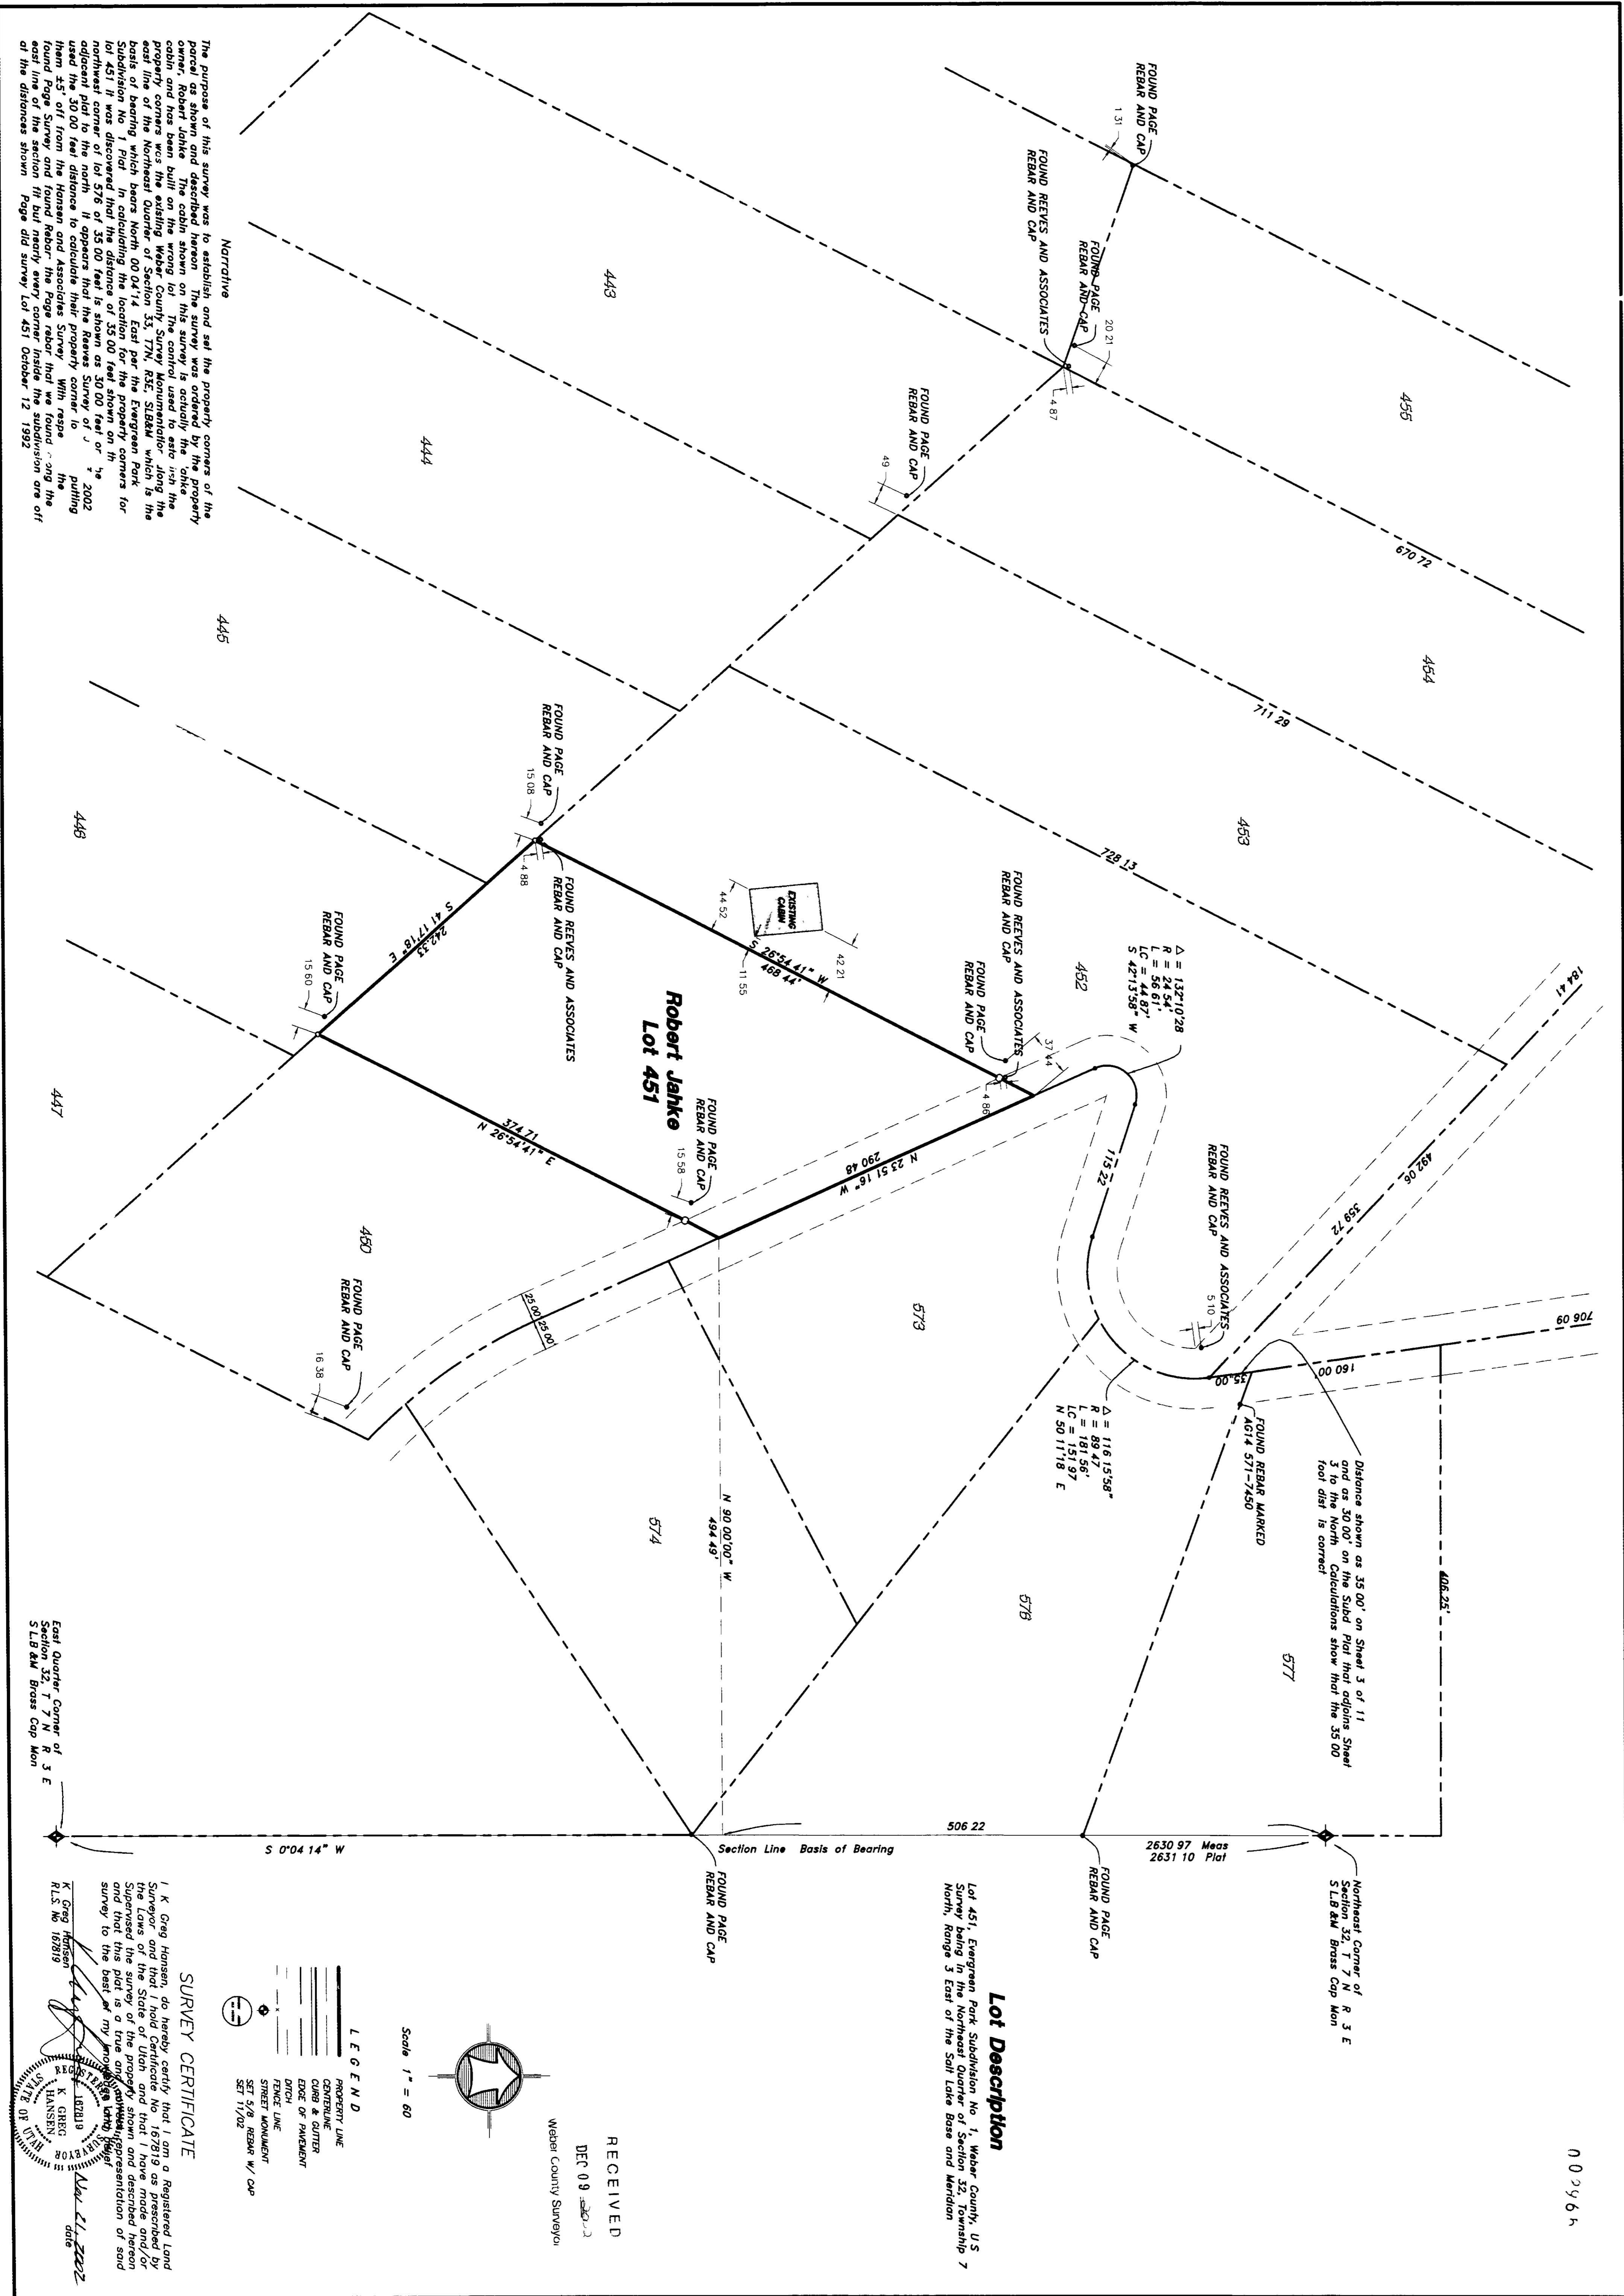 009996
Northeast Corner of
Section 32, T 7 N R 3 E
S L.B &M Brass Cap Mon
FOUND PAGE
REBAR AND CAP
Lot Description
Lot 451, Evergreen Park Subdivision No 1, Weber County, U S
Survey being in the Northeast Quarter of Section 32, Township 7
North, Range 3 East of the Salt Lake Base and Meridian
RECEIVED
DEC 09
Weber County Surveyor
Scale 1" = 60
LEGEND
PROPERTY LINE
CENTERLINE
CURB & GUTTER
EDGE OF PAVEMENT
DITCH
FENCE LINE
STREET MONUMENT
SET 5/8 REBAR W/ CAP
SET 11/02
SURVEY CERTIFICATE
I K Greg Hansen, do hereby certify that I am a Registered Land
Surveyor and that I hold Certificate No 167819 as prescribed by
the Laws of the State of Utah and that I have made and/or
Supervised the survey of the property shown and described hereon
and that this plat is a true and correct representation of said
survey to the best of my knowledge and belief
K Greg Hansen
R.L.S. No 167819
Nov 21, 2002
date
REGISTERED
SURVEYOR
167819
K GREG
HANSEN
STATE OF UTAH
2630 97 Meas
2631 10 Plat
506 22
Section Line Basis of Bearing
S 0°04 14" W
FOUND PAGE
REBAR AND CAP
East Quarter Corner of
Section 32, T 7 N R 3 E
S L.B &M Brass Cap Mon
406.25'
Distance shown as 35 00' on Sheet 3 of 11
and as 30 00' on the Subd Plat that adjoins Sheet
3 to the North Calculations show that the 35 00
foot dist is correct
FOUND REBAR MARKED
AG14 571-7450
577
576
574
573
N 90 00'00" W
494 49'
706 09
160 00'
35.00'
492 06
359 72
184 41
FOUND REEVES AND ASSOCIATES
REBAR AND CAP
5 10
Δ = 116 15'58"
R = 89 47
L = 181 56'
LC = 151 97
N 50 11'18 E
115 22
Δ = 132°10'28
R = 24 54'
L = 56 61'
LC = 44 87'
S 42°13'58" W
452
FOUND REEVES AND ASSOCIATES
REBAR AND CAP
FOUND PAGE
REBAR AND CAP
37 44
4 86
N 23 51 16" W
290 48
25 00'
25 00'
FOUND PAGE
REBAR AND CAP
15 58
Robert Jahke
Lot 451
S 26°54 41" W
468 44'
EXISTING
CABIN
44 52
42 21
11 55
374 71
N 26°54'41" E
FOUND PAGE
REBAR AND CAP
15 60
S 41 17'18" E
242.33
FOUND PAGE
REBAR AND CAP
15 08
4 88
FOUND REEVES AND ASSOCIATES
REBAR AND CAP
450
FOUND PAGE
REBAR AND CAP
16 38
447
446
445
444
443
453
454
455
728 13
711 29
670 72
FOUND PAGE
REBAR AND CAP
49
FOUND PAGE
REBAR AND CAP
20 21
4 87
FOUND REEVES AND ASSOCIATES
REBAR AND CAP
FOUND PAGE
REBAR AND CAP
1 31
Narrative
The purpose of this survey was to establish and set the property corners of the
parcel as shown and described hereon The survey was ordered by the property
owner, Robert Jahke The cabin shown on this survey is actually the Jahke
cabin and has been built on the wrong lot The control used to establish the
property corners was the existing Weber County Survey Monumentation along the
east line of the Northeast Quarter of Section 33, T7N, R3E, SLB&M which is the
basis of bearing which bears North 00 04'14 East per the Evergreen Park
Subdivision No 1 Plat In calculating the location for the property corners for
lot 451 it was discovered that the distance of 35 00 feet shown on th
northwest corner of lot 576 of 35 00 feet is shown as 30 00 feet or he
adjacent plat to the north It appears that the Reeves Survey of 2002
used the 30 00 feet distance to calculate their property corner lo putting
them ±5' off from the Hansen and Associates Survey With respe the
found Page Survey and found Rebar the Page rebar that we found along the
east line of the section fit but nearly every corner inside the subdivision are off
at the distances shown Page did survey Lot 451 October 12 1992